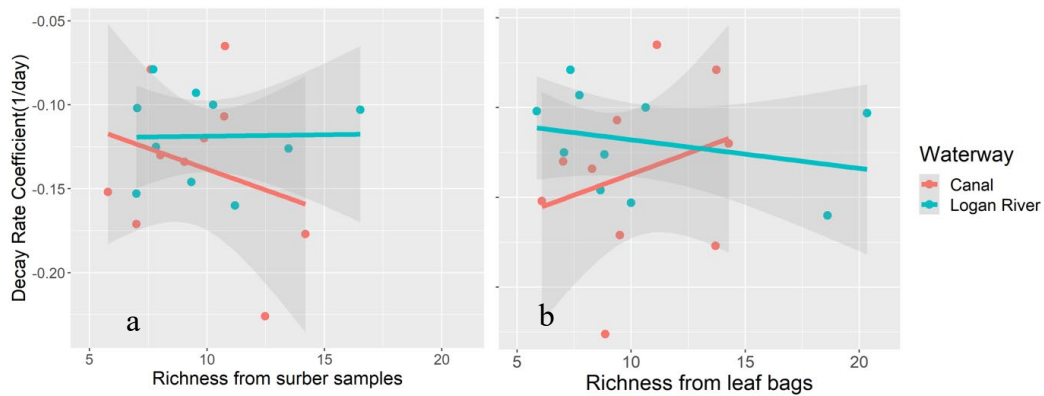 -0.05
-0.10
-0.15
-0.20
Decay Rate Coefficient(1/day)
a
5 10 15 20
Richness from surber samples
b
5 10 15 20
Richness from leaf bags
Waterway
Canal
Logan River